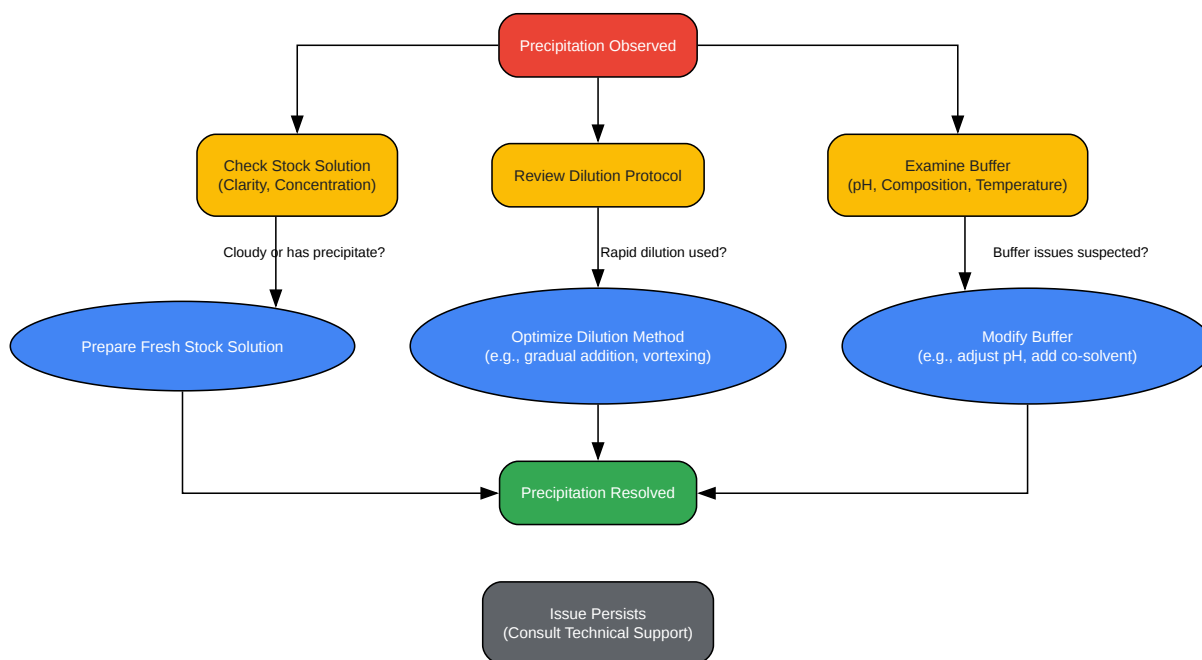 Precipitation Observed
Check Stock Solution
(Clarity, Concentration)
Review Dilution Protocol
Examine Buffer
(pH, Composition, Temperature)
Cloudy or has precipitate?
Rapid dilution used?
Buffer issues suspected?
Prepare Fresh Stock Solution
Optimize Dilution Method
(e.g., gradual addition, vortexing)
Modify Buffer
(e.g., adjust pH, add co-solvent)
Precipitation Resolved
Issue Persists
(Consult Technical Support)